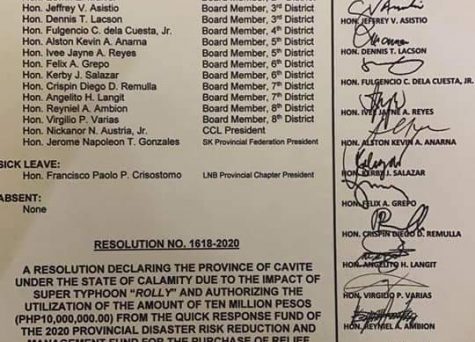 Hon. Jeffrey V. Asistio Board Member, 3rd District
Hon. Dennis T. Lacson Board Member, 3rd District
Hon. Fulgencio C. dela Cuesta, Jr. Board Member, 4th District
Hon. Alston Kevin A. Anarna Board Member, 5th District
Hon. Ivee Jayne A. Reyes Board Member, 5th District
Hon. Felix A. Grepo Board Member, 6th District
Hon. Kerby J. Salazar Board Member, 6th District
Hon. Crispin Diego D. Remulla Board Member, 7th District
Hon. Angelito H. Langit Board Member, 7th District
Hon. Reyniel A. Ambion Board Member, 8th District
Hon. Virgilio P. Varias Board Member, 8th District
Hon. Nickanor N. Austria, Jr. CCL President
Hon. Jerome Napoleon T. Gonzales SK Provincial Federation President
SICK LEAVE:
Hon. Francisco Paolo P. Crisostomo LNB Provincial Chapter President
ABSENT:
None
RESOLUTION NO. 1618-2020
A RESOLUTION DECLARING THE PROVINCE OF CAVITE
UNDER THE STATE OF CALAMITY DUE TO THE IMPACT OF
SUPER TYPHOON "ROLLY" AND AUTHORIZING THE
UTILIZATION OF THE AMOUNT OF TEN MILLION PESOS
(PHP10,000,000.00) FROM THE QUICK RESPONSE FUND OF
THE 2020 PROVINCIAL DISASTER RISK REDUCTION AND
MANAGEMENT FUND FOR THE PURCHASE OF RELIEF
HON. JEFFREY V. ASISTIO
HON. DENNIS T. LACSON
HON. FULGENCIO C. DELA CUESTA, JR.
HON. IVEE JAYNE A. REYES
HON. ALSTON KEVIN A. ANARNA
HON. KERBY J. SALAZAR
HON. FELIX A. GREPO
HON. CRISPIN DIEGO D. REMULLA
HON. ANGELITO H. LANGIT
HON. VIRGILIO P. VARIAS
HON. REYNIEL A. AMBION